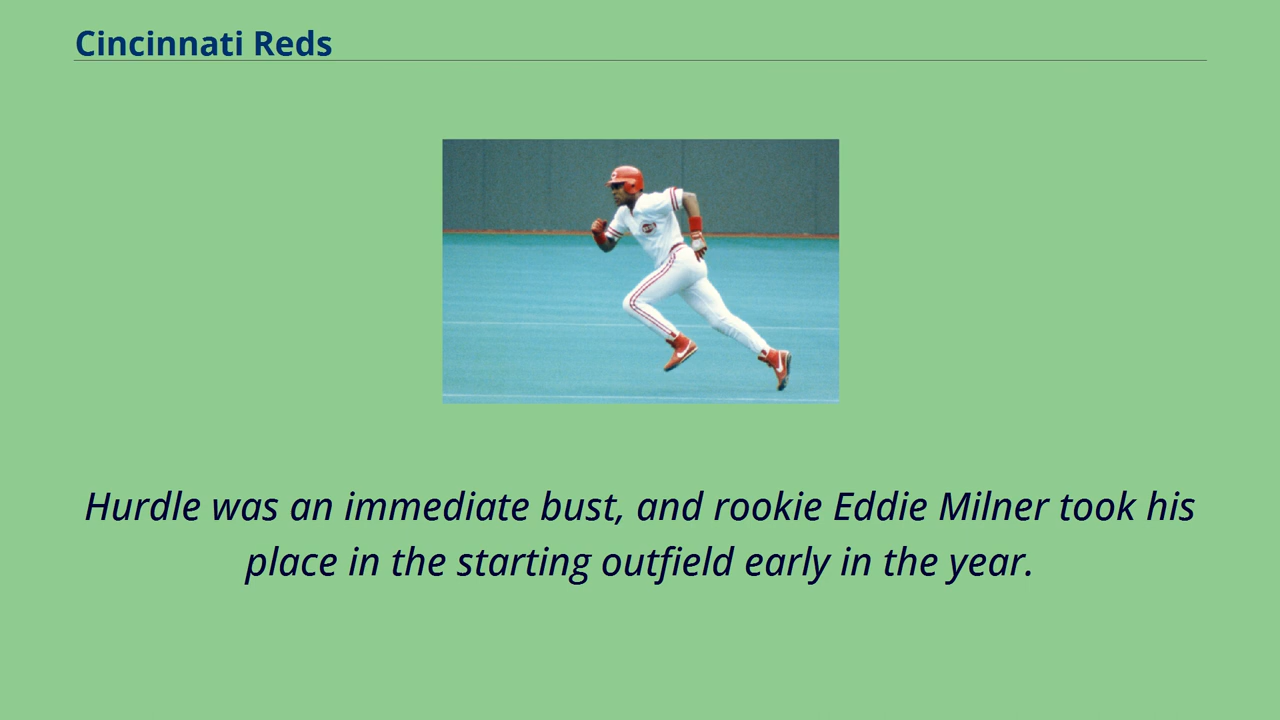 Cincinnati Reds
Hurdle was an immediate bust, and rookie Eddie Milner took his
place in the starting outfield early in the year.